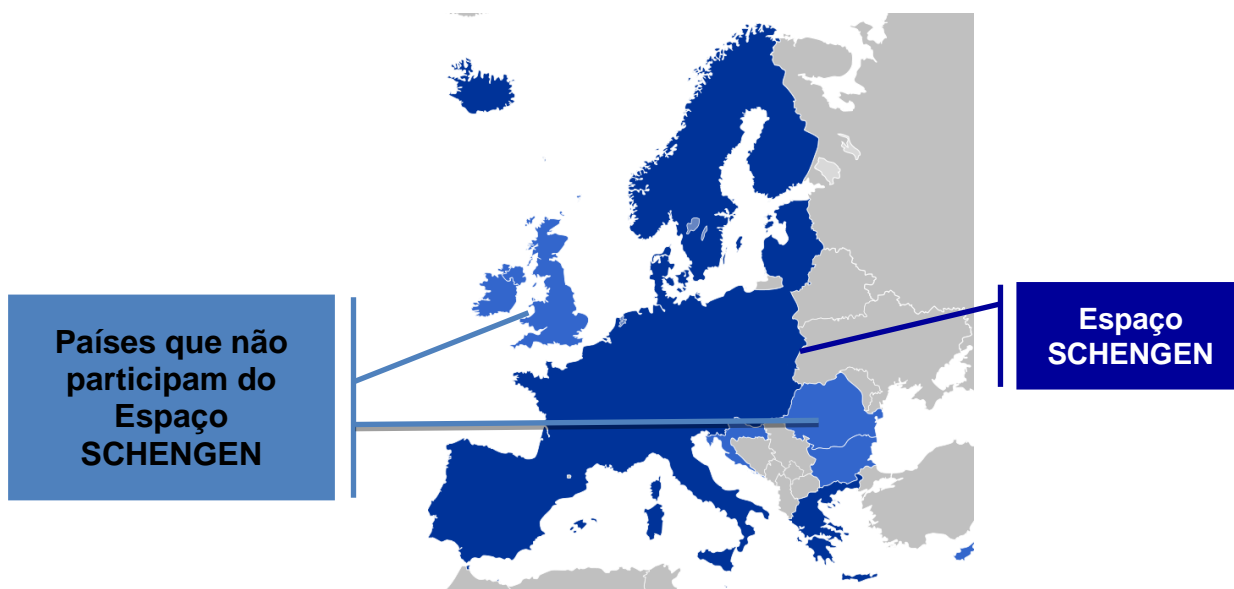 Países que não
participam do
Espaço
SCHENGEN
Espaço
SCHENGEN